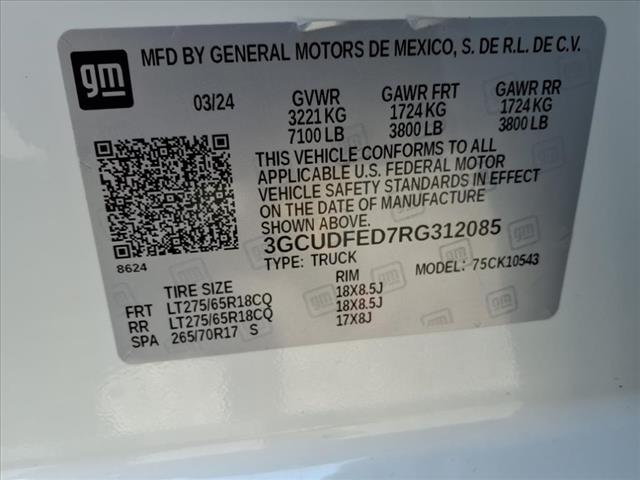 gm
MFD BY GENERAL MOTORS DE MEXICO, S. DE R.L. DE C.V.
03/24 GVWR GAWR FRT GAWR RR
3221 KG 1724 KG 1724 KG
7100 LB 3800 LB 3800 LB
THIS VEHICLE CONFORMS TO ALL
APPLICABLE U.S. FEDERAL MOTOR
VEHICLE SAFETY STANDARDS IN EFFECT
ON THE DATE OF MANUFACTURE
SHOWN ABOVE.
3GCUDFED7RG312085
8624 TYPE: TRUCK MODEL: 75CK10543
TIRE SIZE RIM
FRT LT275/65R18CQ 18X8.5J
RR LT275/65R18CQ 18X8.5J
SPA 265/70R17 S 17X8J